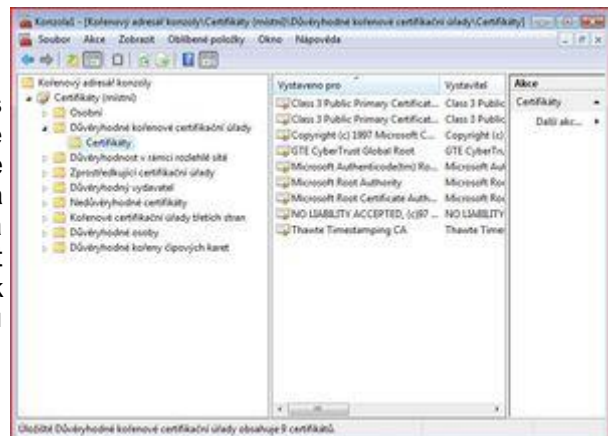 Konzola1 - [Kořenový adresář konzoly\Certifikáty (místní)\Důvěryhodné kořenové certifikační úřady\Certifikáty]
Soubor Akce Zobrazit Oblíbené položky Okno Nápověda
Kořenový adresář konzoly
Certifikáty (místní)
Osobní
Důvěryhodné kořenové certifikační úřady
Certifikáty
Důvěryhodnost v rámci rozlehlé sítě
Zprostředkující certifikační úřady
Důvěryhodný vydavatel
Nedůvěryhodné certifikáty
Kořenové certifikační úřady třetích stran
Důvěryhodné osoby
Důvěryhodné kořeny čipových karet
Vystaveno pro Vystavitel
Class 3 Public Primary Certificat... Class 3 Public
Class 3 Public Primary Certificat... Class 3 Public
Copyright (c) 1997 Microsoft C... Copyright (c)
GTE CyberTrust Global Root GTE CyberTru
Microsoft Authenticode(tm) Ro... Microsoft Aut
Microsoft Root Authority Microsoft Roo
Microsoft Root Certificate Auth... Microsoft Roo
NO LIABILITY ACCEPTED, (c)97 ... NO LIABILITY
Thawte Timestamping CA Thawte Time
Akce
Certifikáty
Další akc...
Úložiště Důvěryhodné kořenové certifikační úřady obsahuje 9 certifikátů.